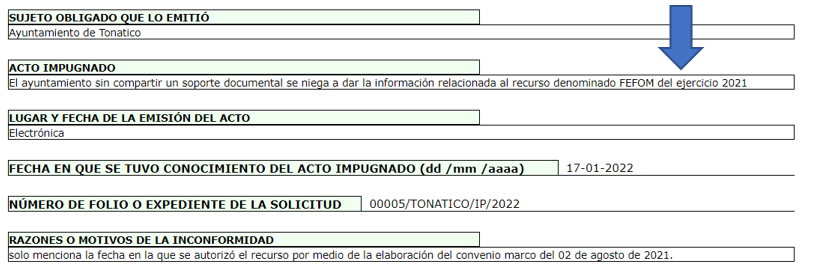 SUJETO OBLIGADO QUE LO EMITIÓ
Ayuntamiento de Tonatico
ACTO IMPUGNADO
El ayuntamiento sin compartir un soporte documental se niega a dar la información relacionada al recurso denominado FEFOM del ejercicio 2021
LUGAR Y FECHA DE LA EMISIÓN DEL ACTO
Electrónica
FECHA EN QUE SE TUVO CONOCIMIENTO DEL ACTO IMPUGNADO (dd /mm /aaaa) 17-01-2022
NÚMERO DE FOLIO O EXPEDIENTE DE LA SOLICITUD 00005/TONATICO/IP/2022
RAZONES O MOTIVOS DE LA INCONFORMIDAD
solo menciona la fecha en la que se autorizó el recurso por medio de la elaboración del convenio marco del 02 de agosto de 2021.